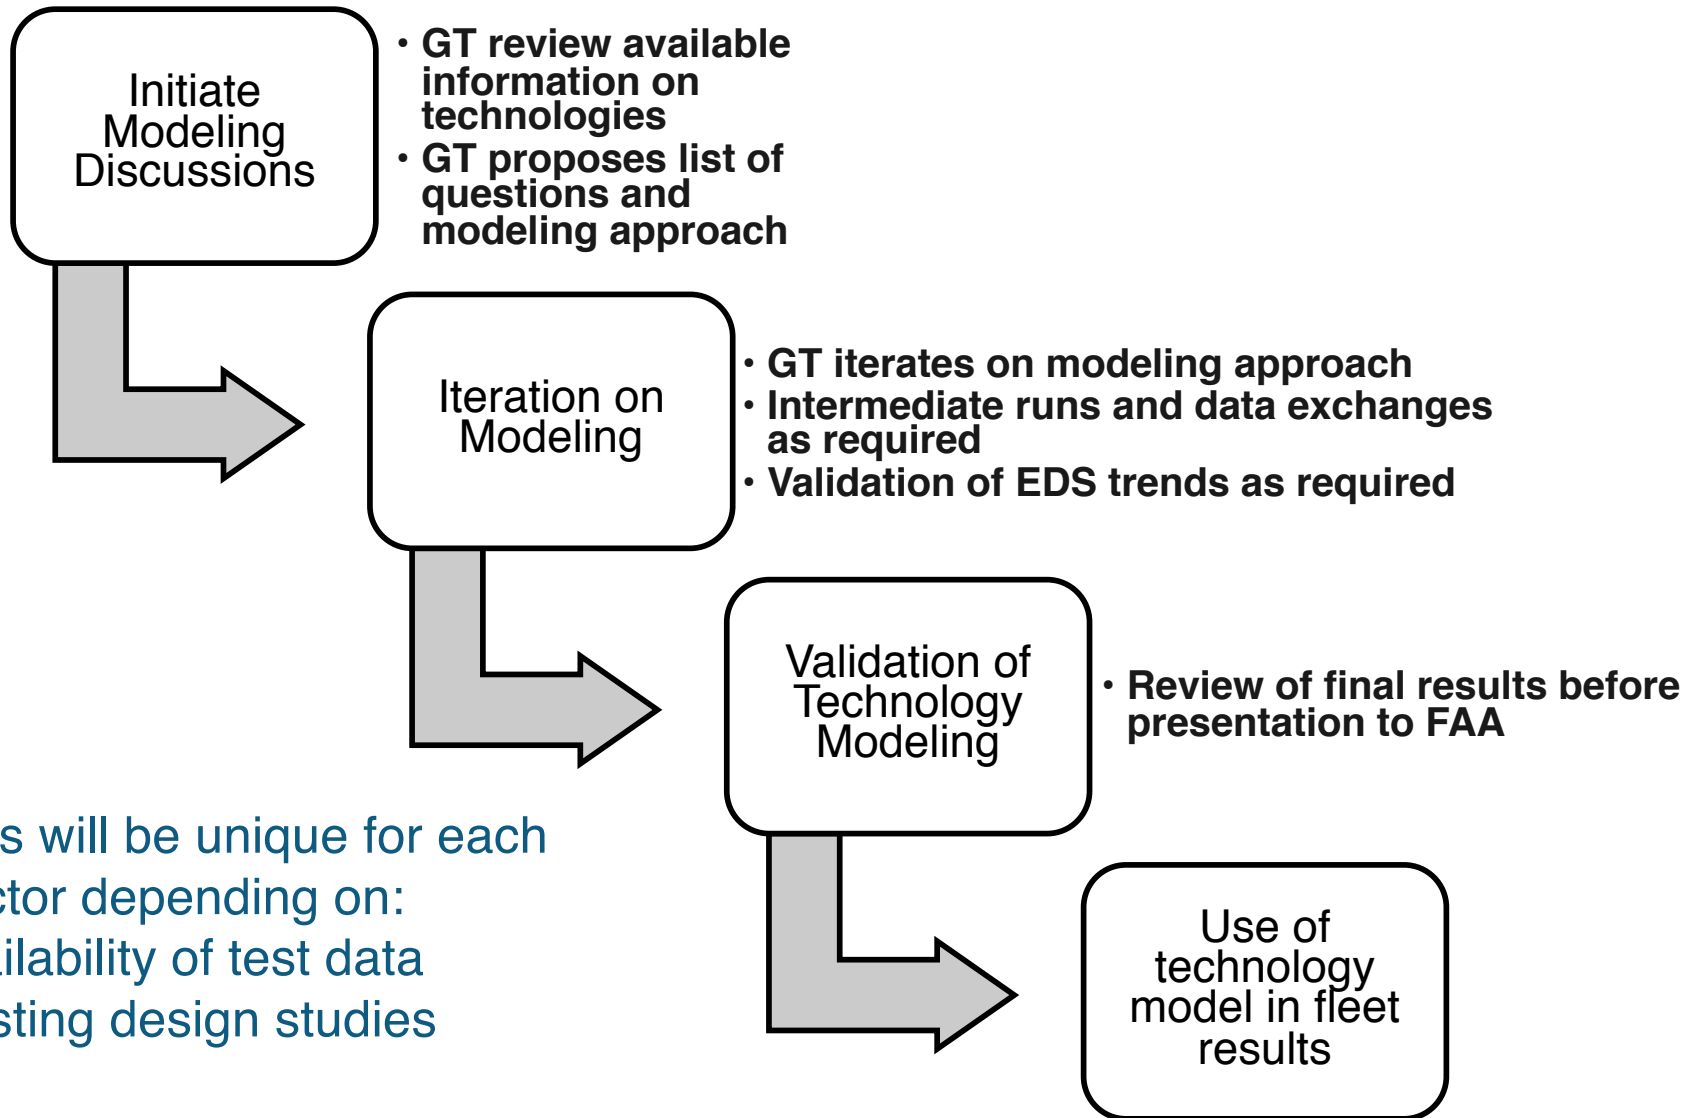 Initiate
Modeling
Discussions
• GT review available
information on
technologies
• GT proposes list of
questions and
modeling approach
Iteration on
Modeling
• GT iterates on modeling approach
• Intermediate runs and data exchanges
as required
• Validation of EDS trends as required
Validation of
Technology
Modeling
• Review of final results before
presentation to FAA
will be unique for each
depending on:
of test data
design studies
Use of
technology
model in fleet
results